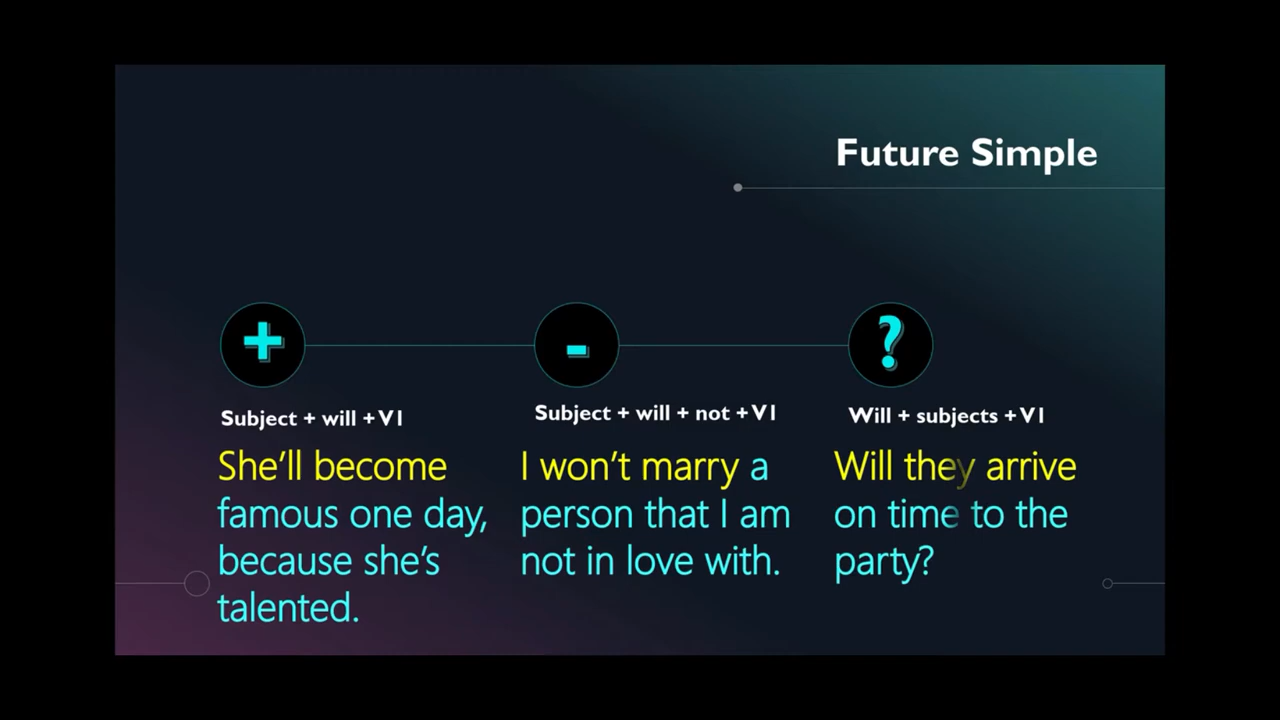 Future Simple
+
-
?
Subject + will + V1
Subject + will + not + V1
Will + subjects + V1
She'll become
famous one day,
because she's
talented.
I won't marry a
person that I am
not in love with.
Will they arrive
on time to the
party?